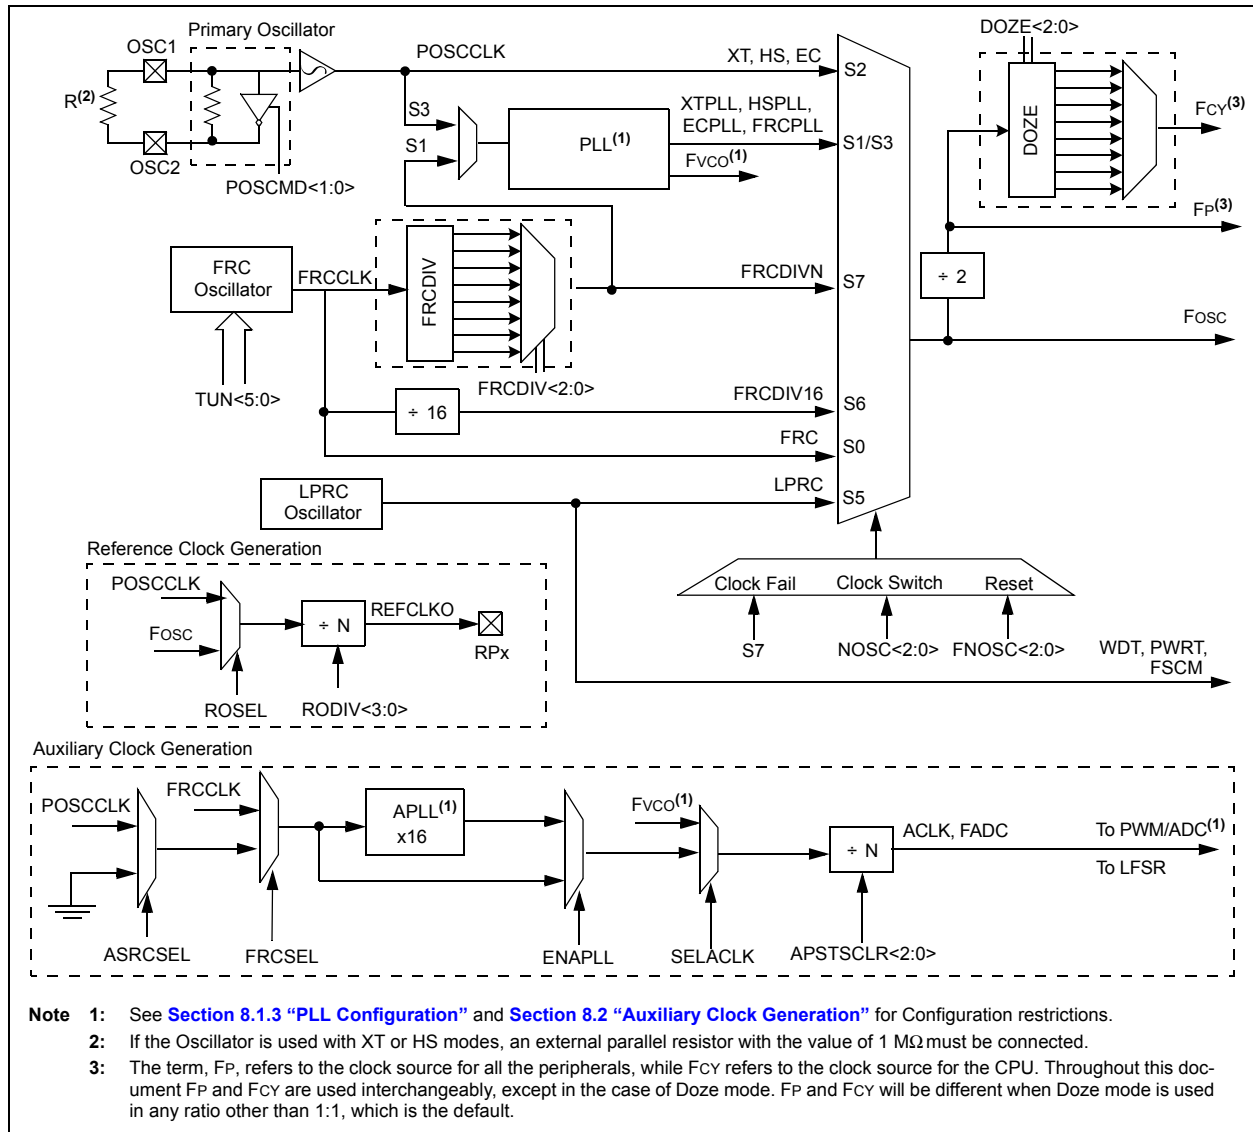 Primary Oscillator
DOZE<2:0>
OSC1
POSCCLK
XT, HS, EC
S2
R(2)
S3
XTPLL, HSPLL,
ECPLL, FRCPLL
DOZE
FCY(3)
S1
PLL(1)
S1/S3
OSC2
FVCO(1)
POSCMD<1:0>
FP(3)
FRC
Oscillator
FRCCLK
FRCDIV
FRCDIVN
S7
÷ 2
FOSC
TUN<5:0>
FRCDIV<2:0>
FRCDIV16
S6
÷ 16
FRC
S0
LPRC
Oscillator
LPRC
S5
Reference Clock Generation
POSCCLK
Clock Fail
Clock Switch
Reset
REFCLKO
÷ N
FOSC
RPx
S7
NOSC<2:0>
FNOSC<2:0>
WDT, PWRT,
FSCM
ROSEL
RODIV<3:0>
Auxiliary Clock Generation
FRCCLK
POSCCLK
APLL(1)
x16
FVCO(1)
ACLK, FADC
To PWM/ADC(1)
÷ N
To LFSR
ASRCSEL
FRCSEL
ENAPLL
SELACLK
APSTSCLR<2:0>
Note 1: See Section 8.1.3 “PLL Configuration” and Section 8.2 “Auxiliary Clock Generation” for Configuration restrictions.
2: If the Oscillator is used with XT or HS modes, an external parallel resistor with the value of 1 MΩ must be connected.
3: The term, FP, refers to the clock source for all the peripherals, while FCY refers to the clock source for the CPU. Throughout this doc-
ument FP and FCY are used interchangeably, except in the case of Doze mode. FP and FCY will be different when Doze mode is used
in any ratio other than 1:1, which is the default.